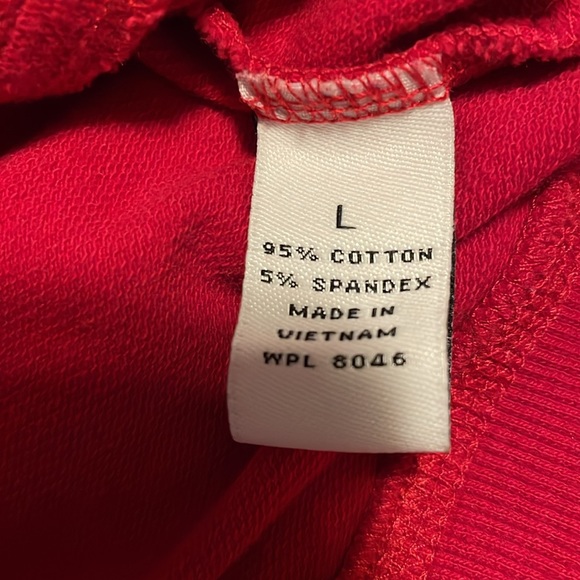 L
95% COTTON
5% SPANDEX
MADE IN
VIETNAM
WPL 8046